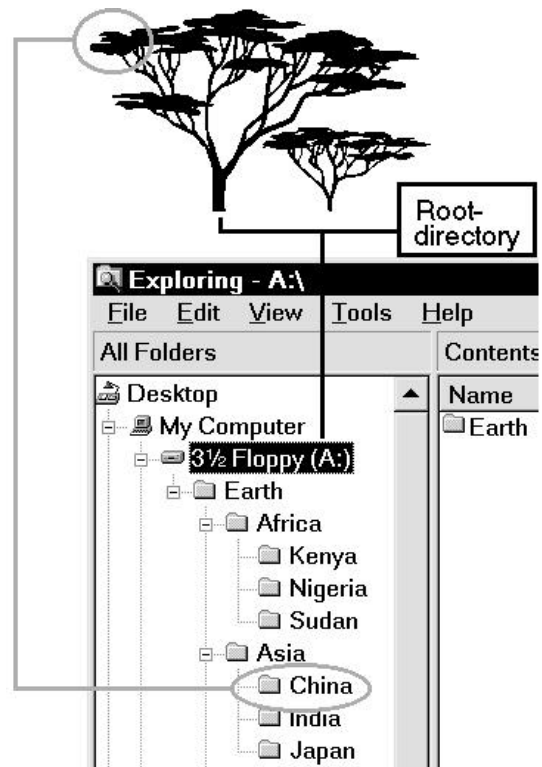 Root-
directory
Exploring - A:\
File Edit View Tools Help
All Folders Contents
Desktop Name
My Computer Earth
3½ Floppy (A:)
Earth
Africa
Kenya
Nigeria
Sudan
Asia
China
India
Japan